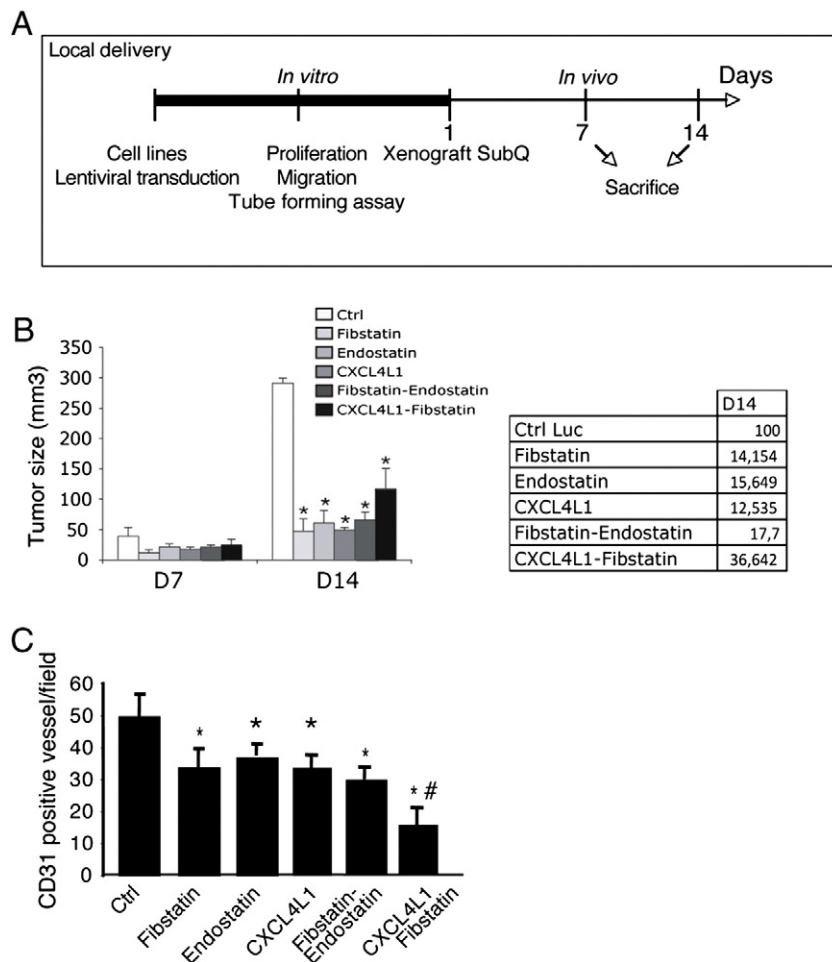 A
Local delivery
In vitro
In vivo
Days
1
7
14
Cell lines
Lentiviral transduction
Proliferation
Migration
Tube forming assay
Xenograft SubQ
Sacrifice
B
Ctrl
Fibstatin
Endostatin
CXCL4L1
Fibstatin-Endostatin
CXCL4L1-Fibstatin
Tumor size (mm3)
350
300
250
200
150
100
50
0
* * * * *
D7
D14
D14
Ctrl Luc 100
Fibstatin 14,154
Endostatin 15,649
CXCL4L1 12,535
Fibstatin-Endostatin 17,7
CXCL4L1-Fibstatin 36,642
C
CD31 positive vessel/field
60
50
40
30
20
10
0
* * * * * #
Ctrl
Fibstatin
Endostatin
CXCL4L1
Fibstatin-
Endostatin
CXCL4L1
Fibstatin